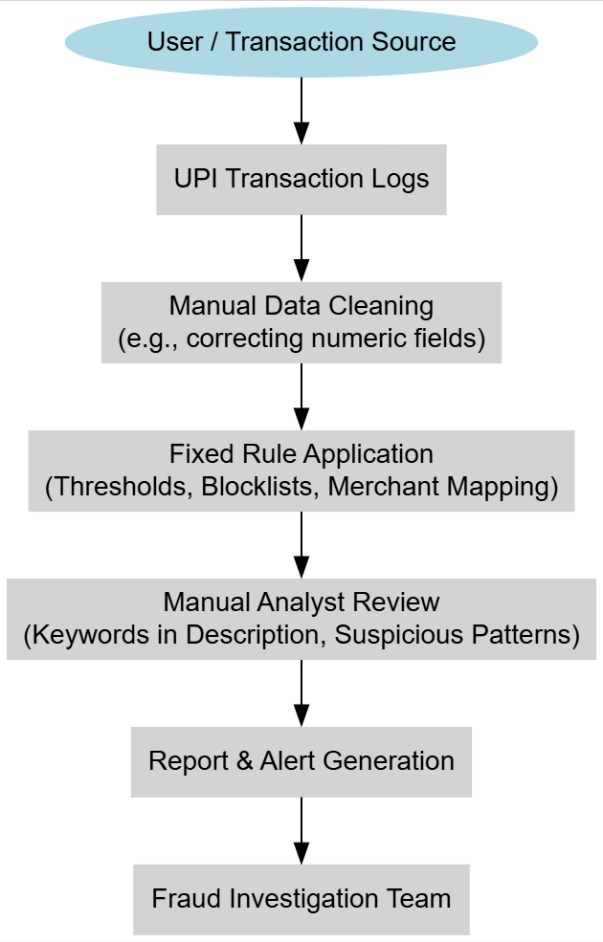 User / Transaction Source
UPI Transaction Logs
Manual Data Cleaning
(e.g., correcting numeric fields)
Fixed Rule Application
(Thresholds, Blocklists, Merchant Mapping)
Manual Analyst Review
(Keywords in Description, Suspicious Patterns)
Report & Alert Generation
Fraud Investigation Team